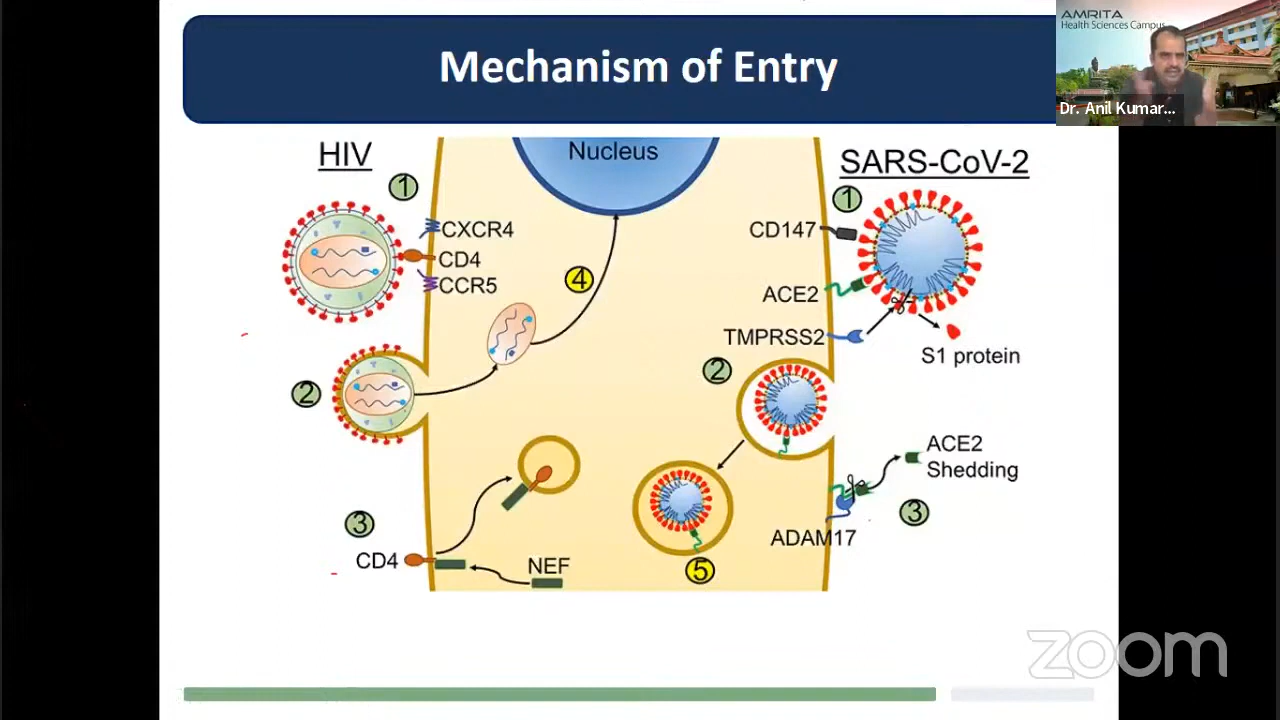 Mechanism of Entry
AMRITA
Health Sciences Campus
Dr. Anil Kumar...
HIV
Nucleus
SARS-CoV-2
1
CXCR4
CD4
CCR5
4
1
CD147
ACE2
TMPRSS2
S1 protein
2
2
3
CD4
NEF
5
ACE2
Shedding
3
ADAM17
zoom